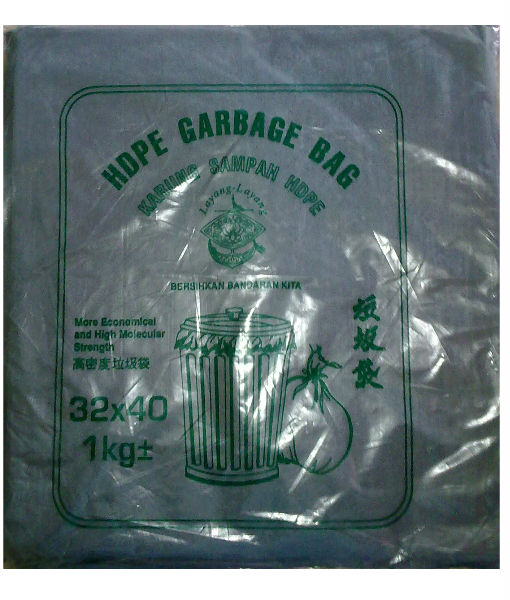 HDPE GARBAGE BAG
KARUNG SAMPAH HDPE
Layang-Layang
BERSIHKAN BANDARAN KITA
More Economical
and High Molecular
Strength
高密度垃圾袋
垃圾袋
32x40
1kg±